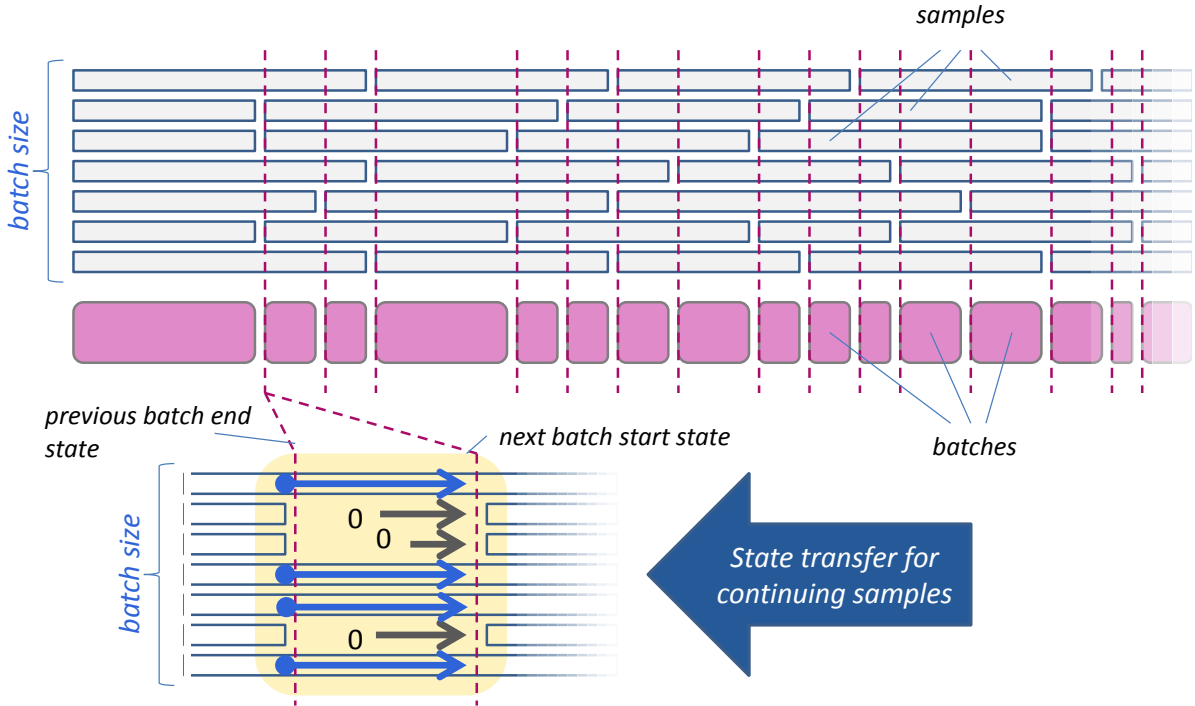 samples
batch size
previous batch end
state
next batch start state
batches
batch size
0
0
0
State transfer for
continuing samples